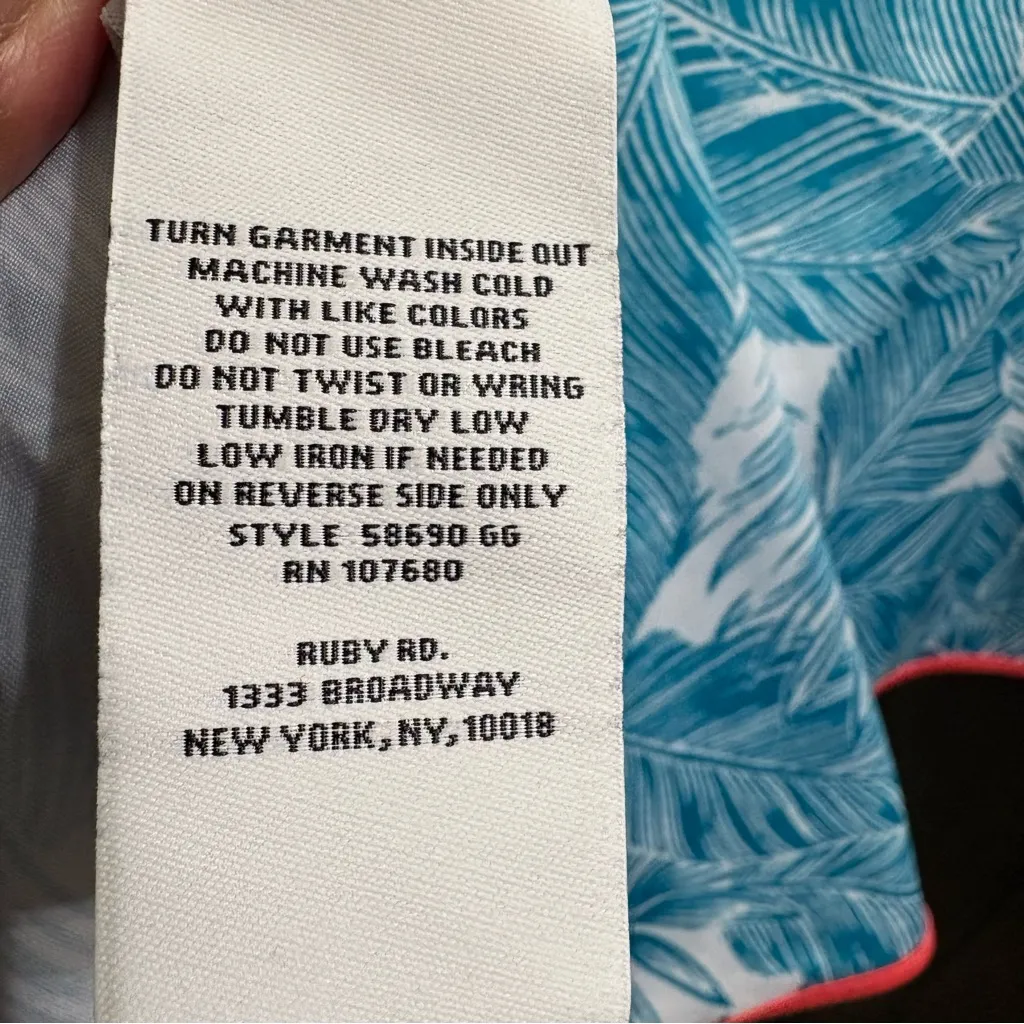 TURN GARMENT INSIDE OUT
MACHINE WASH COLD
WITH LIKE COLORS
DO NOT USE BLEACH
DO NOT TWIST OR WRING
TUMBLE DRY LOW
LOW IRON IF NEEDED
ON REVERSE SIDE ONLY
STYLE 58690 GG
RN 107680
RUBY RD.
1333 BROADWAY
NEW YORK, NY, 10018